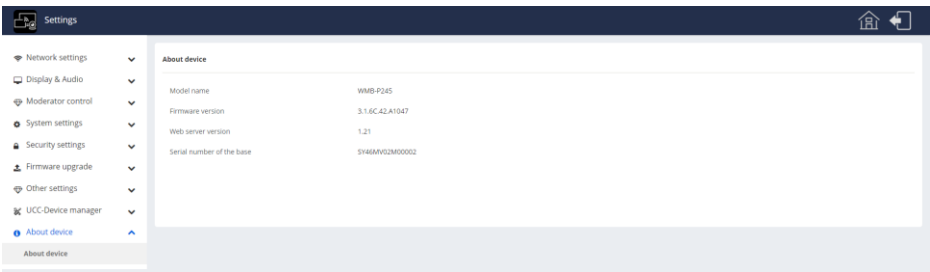 Settings
Network settings
Display & Audio
Moderator control
System settings
Security settings
Firmware upgrade
Other settings
UCC-Device manager
About device
About device
About device
Model name WMB-P245
Firmware version 3.1.6C.42.A1047
Web server version 1.21
Serial number of the base SY46MV02M00002